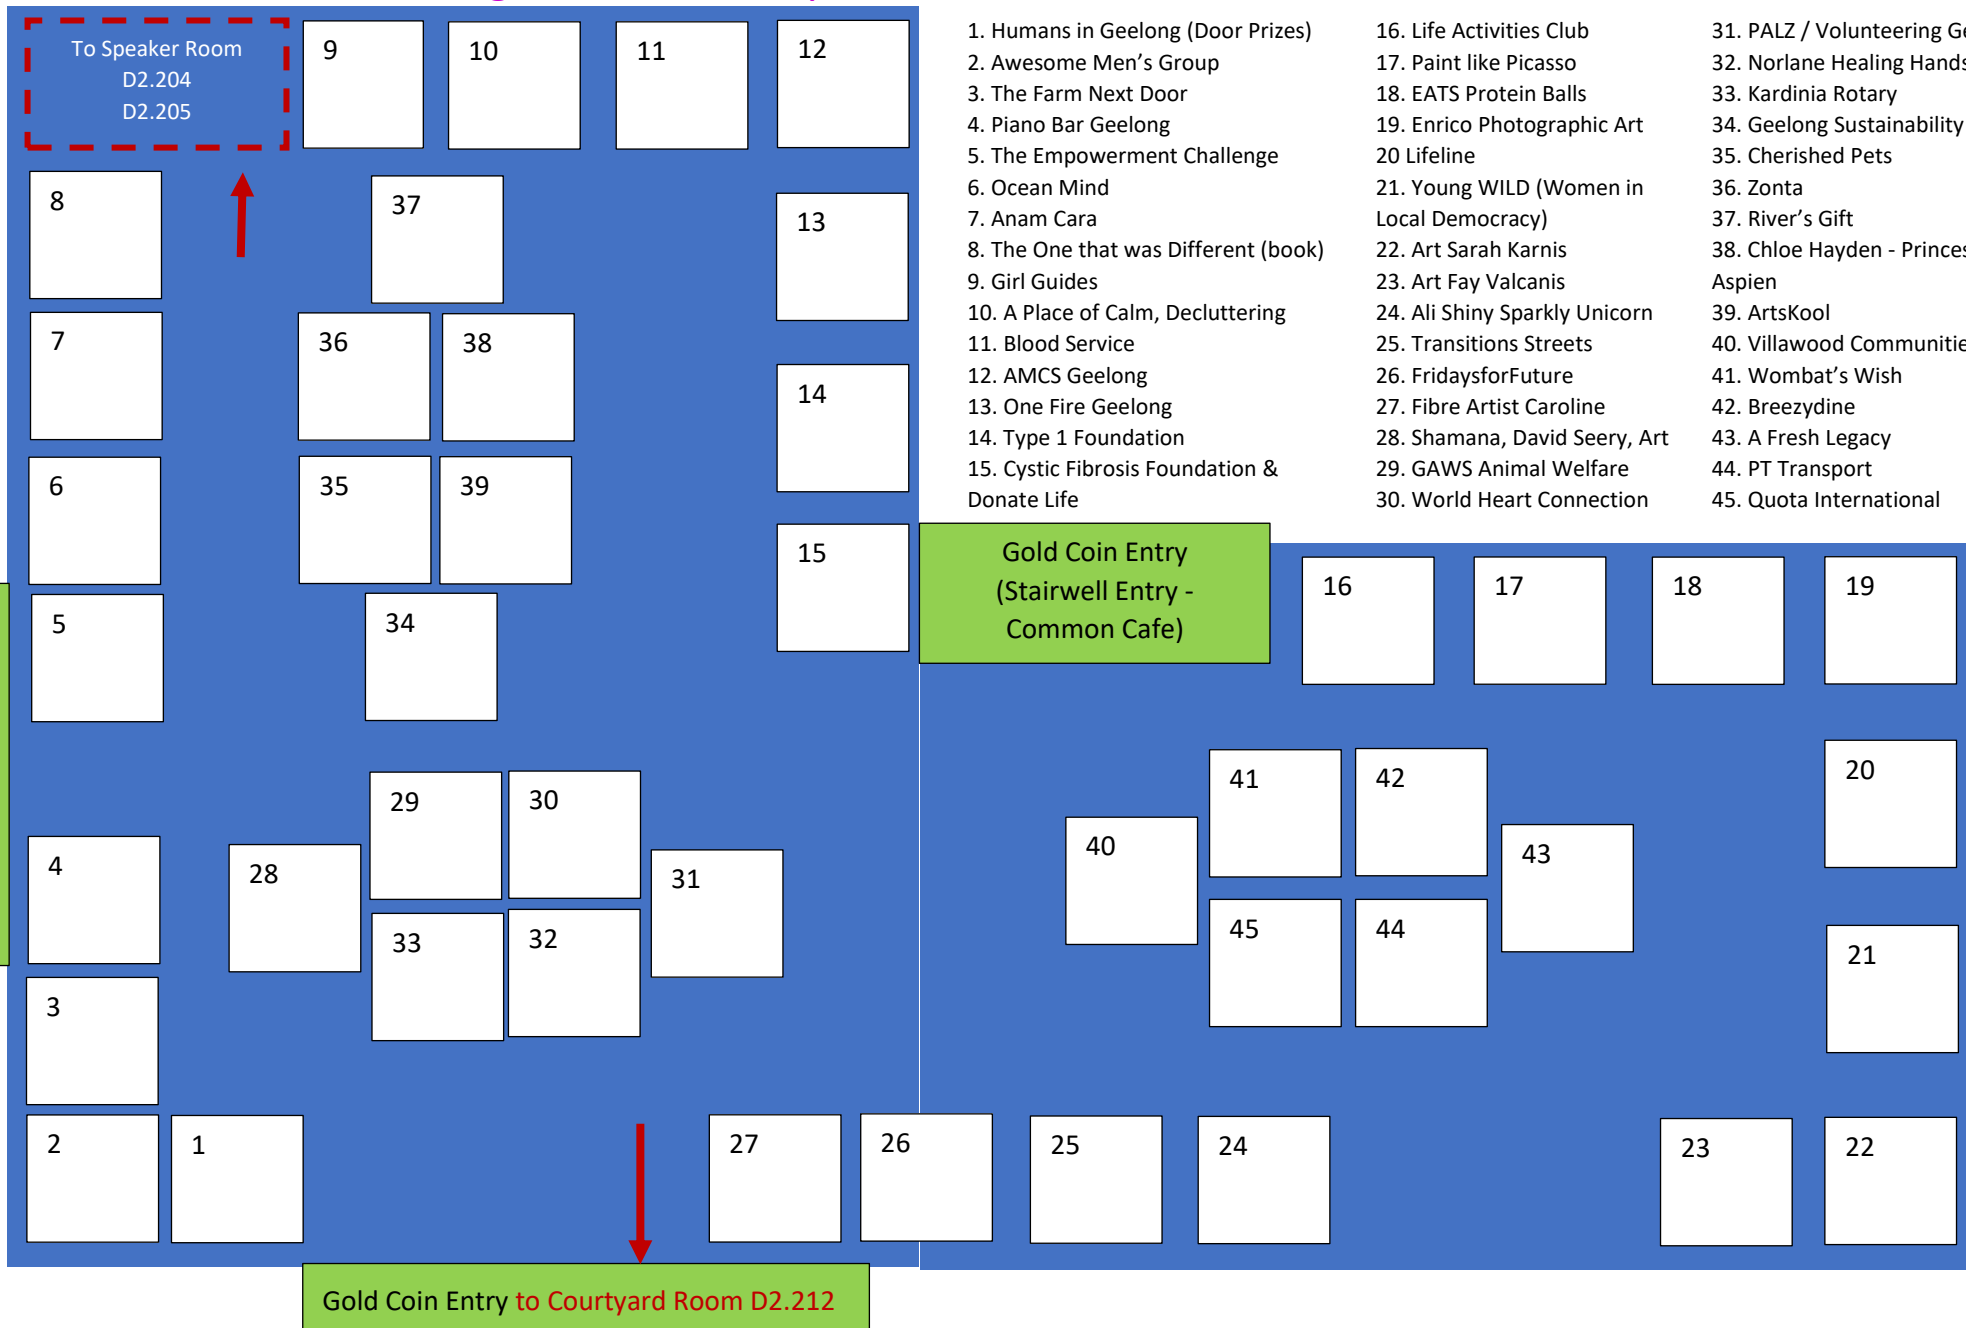 To Speaker Room
D2.204
D2.205
9
10
11
12
8
37
13
7
36
38
14
6
35
39
15
5
34
1. Humans in Geelong (Door Prizes)
2. Awesome Men's Group
3. The Farm Next Door
4. Piano Bar Geelong
5. The Empowerment Challenge
6. Ocean Mind
7. Anam Cara
8. The One that was Different (book)
9. Girl Guides
10. A Place of Calm, Decluttering
11. Blood Service
12. AMCS Geelong
13. One Fire Geelong
14. Type 1 Foundation
15. Cystic Fibrosis Foundation &
Donate Life
16. Life Activities Club
17. Paint like Picasso
18. EATS Protein Balls
19. Enrico Photographic Art
20 Lifeline
21. Young WILD (Women in
Local Democracy)
22. Art Sarah Karnis
23. Art Fay Valcanis
24. Ali Shiny Sparkly Unicorn
25. Transitions Streets
26. FridaysforFuture
27. Fibre Artist Caroline
28. Shamana, David Seery, Art
29. GAWS Animal Welfare
30. World Heart Connection
31. PALZ / Volunteering
32. Norlane Healing Hands
33. Kardinia Rotary
34. Geelong Sustainability
35. Cherished Pets
36. Zonta
37. River's Gift
38. Chloe Hayden -
Aspien
39. ArtsKool
40. Villawood
41. Wombat's Wish
42. Breezydine
43. A Fresh Legacy
44. PT Transport
45. Quota International
Gold Coin Entry
(Stairwell Entry -
Common Cafe)
16
17
18
19
29
30
4
28
31
33
32
3
2
1
27
26
25
24
41
42
20
40
43
45
44
21
23
22
Gold Coin Entry to Courtyard Room D2.212